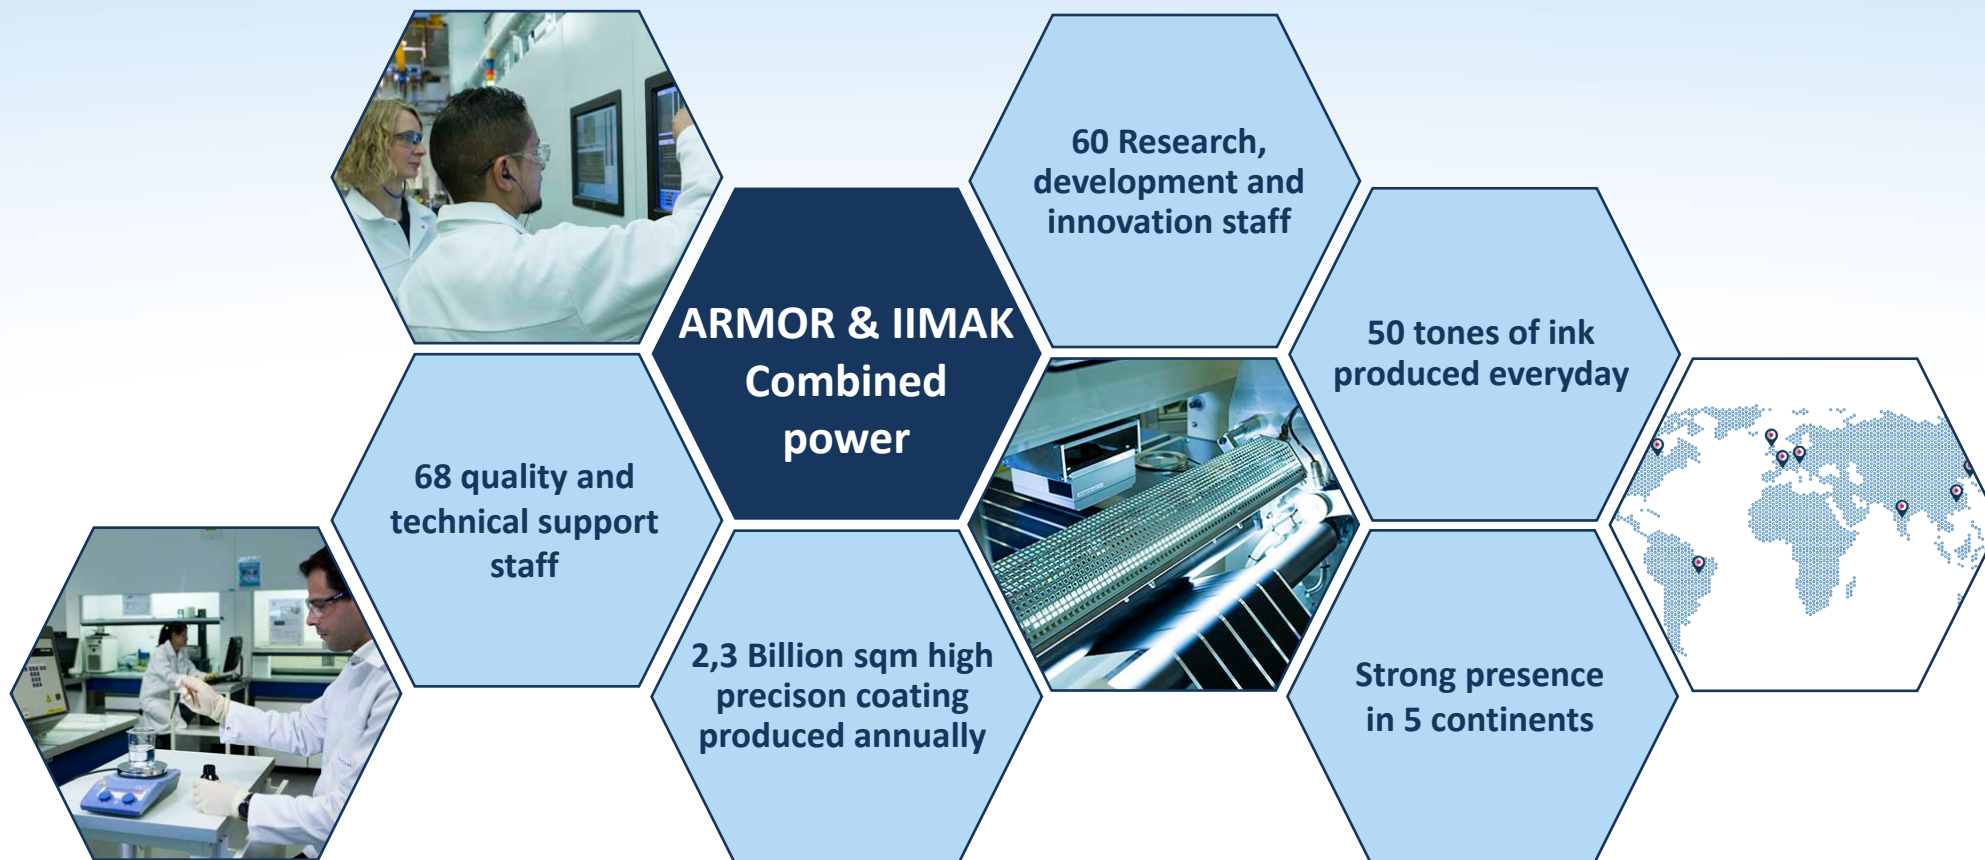 60 Research,
development and
innovation staff
ARMOR & IIMAK
Combined
power
50 tones of ink
produced everyday
68 quality and
technical support
staff
2,3 Billion sqm high
precison coating
produced annually
Strong presence
in 5 continents